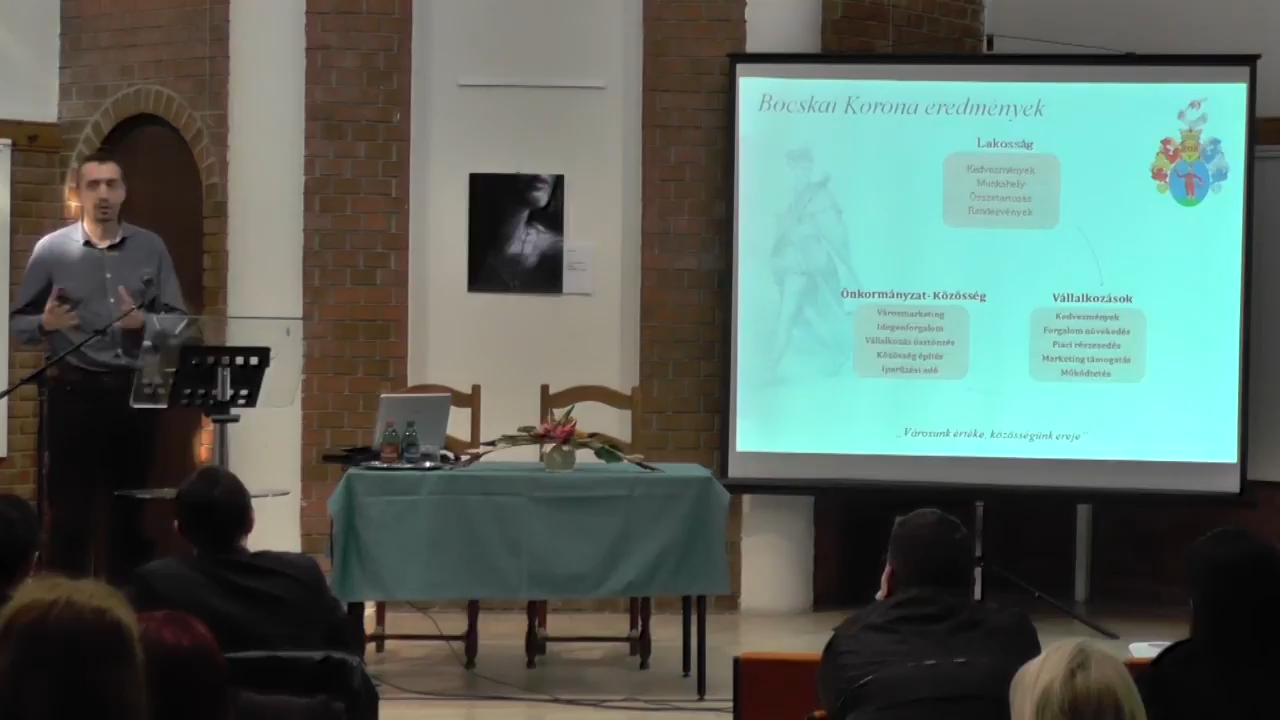 Bocskai Korona eredmények
Lakosság
Kedvezmények
Munkahely
Összetartozás
Rendezvények
Önkormányzat- Közösség
Városmarketing
Idegenforgalom
Vállalkozás ösztönzés
Közösség építés
Iparűzési adó
Vállalkozások
Kedvezmények
Forgalom növekedés
Piaci részesedés
Marketing támogatás
Működtetés
„Városunk értéke, közösségünk ereje”